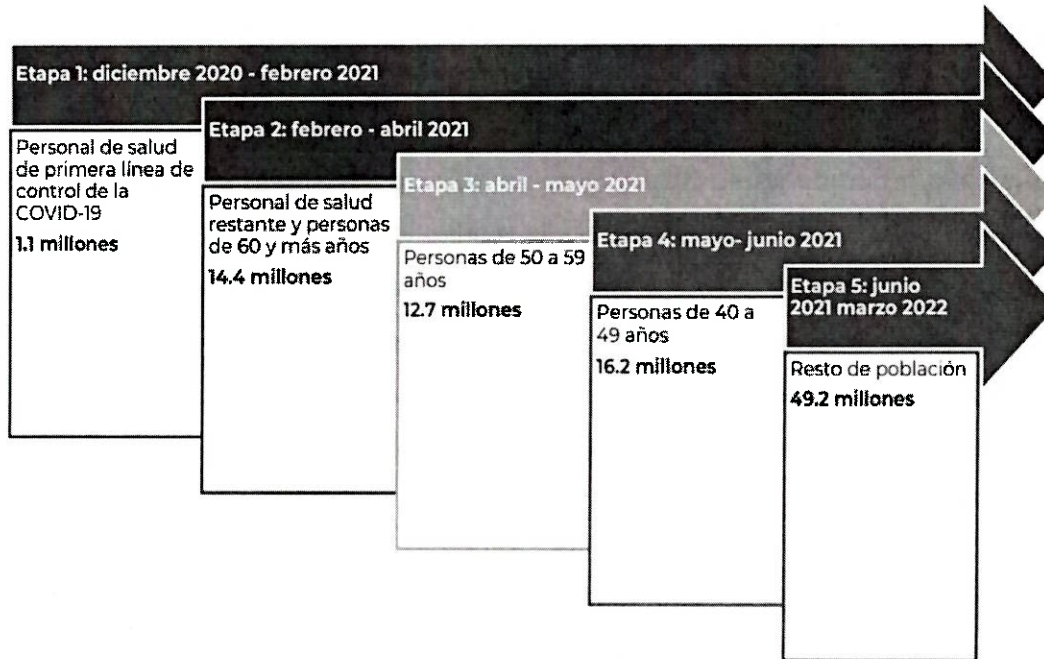 Etapa 1: diciembre 2020 - febrero 2021
Personal de salud
de primera línea de
control de la
COVID-19
1.1 millones
Etapa 2: febrero - abril 2021
Personal de salud
restante y personas
de 60 y más años
14.4 millones
Etapa 3: abril - mayo 2021
Personas de 50 a 59
años
12.7 millones
Etapa 4: mayo- junio 2021
Personas de 40 a
49 años
16.2 millones
Etapa 5: junio
2021 marzo 2022
Resto de población
49.2 millones